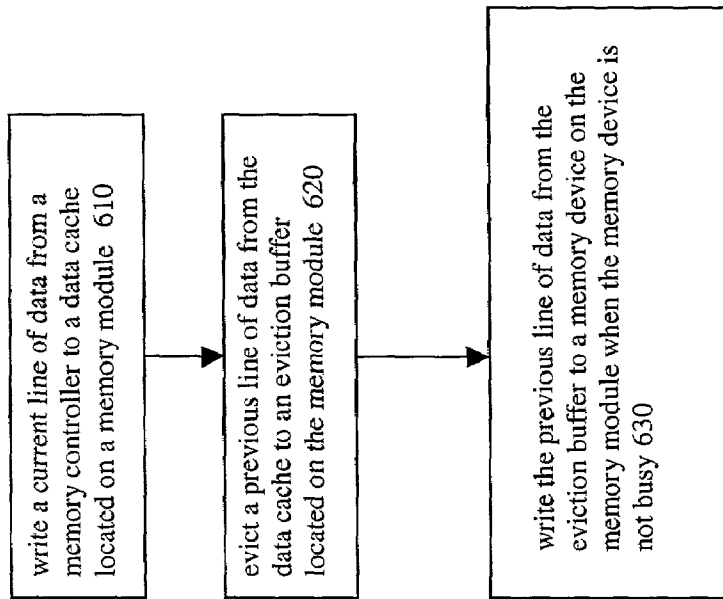 write a current line of data from a
memory controller to a data cache
located on a memory module 610
evict a previous line of data from the
data cache to an eviction buffer
located on the memory module 620
write the previous line of data from the
eviction buffer to a memory device on the
memory module when the memory device is
not busy 630